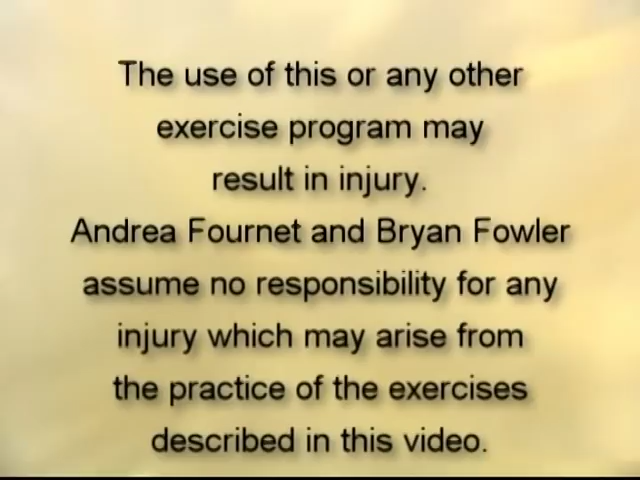 The use of this or any other
exercise program may
result in injury.
Andrea Fournet and Bryan Fowler
assume no responsibility for any
injury which may arise from
the practice of the exercises
described in this video.